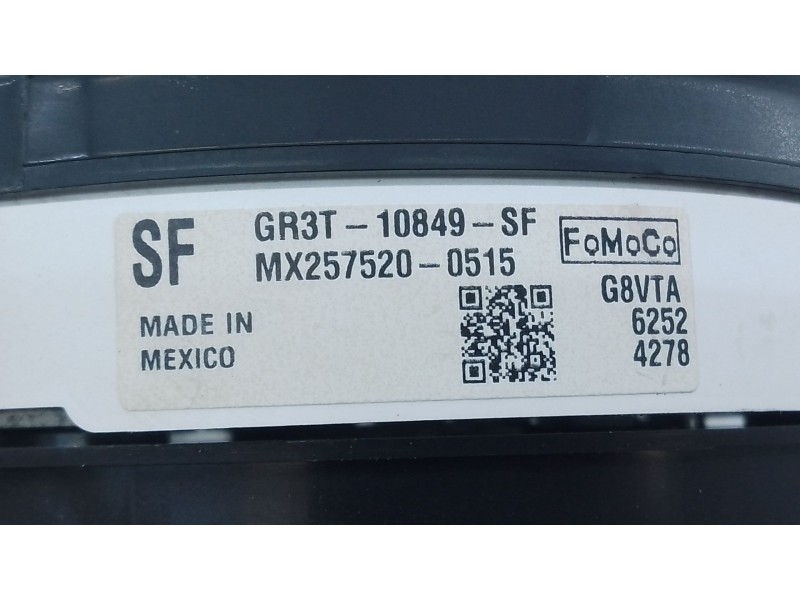 SF
GR3T-10849-SF
MX257520-0515
FoMoCo
G8VTA
6252
4278
MADE IN
MEXICO